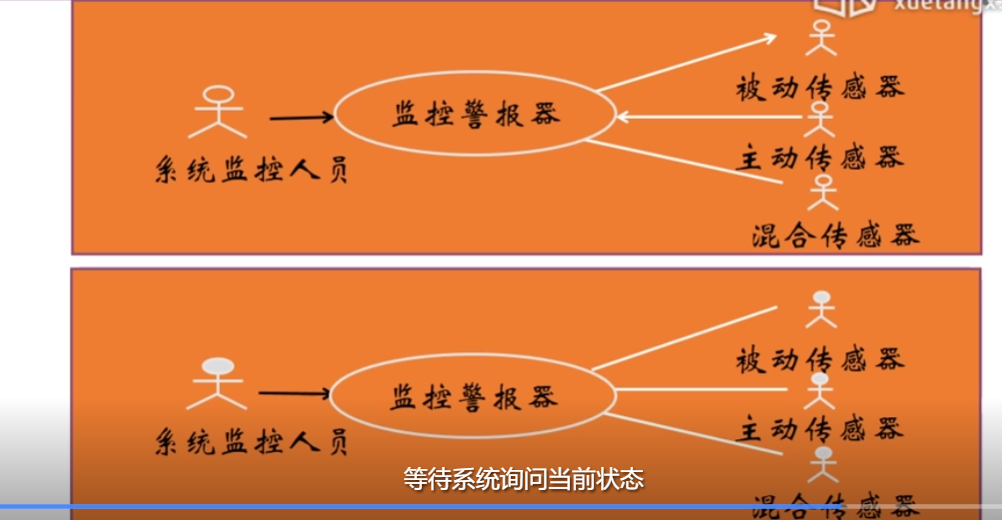 xuetangx
被动传感器
监控警报器
主动传感器
系统监控人员
混合传感器
被动传感器
监控警报器
主动传感器
系统监控人员
等待系统询问当前状态
混合传感器